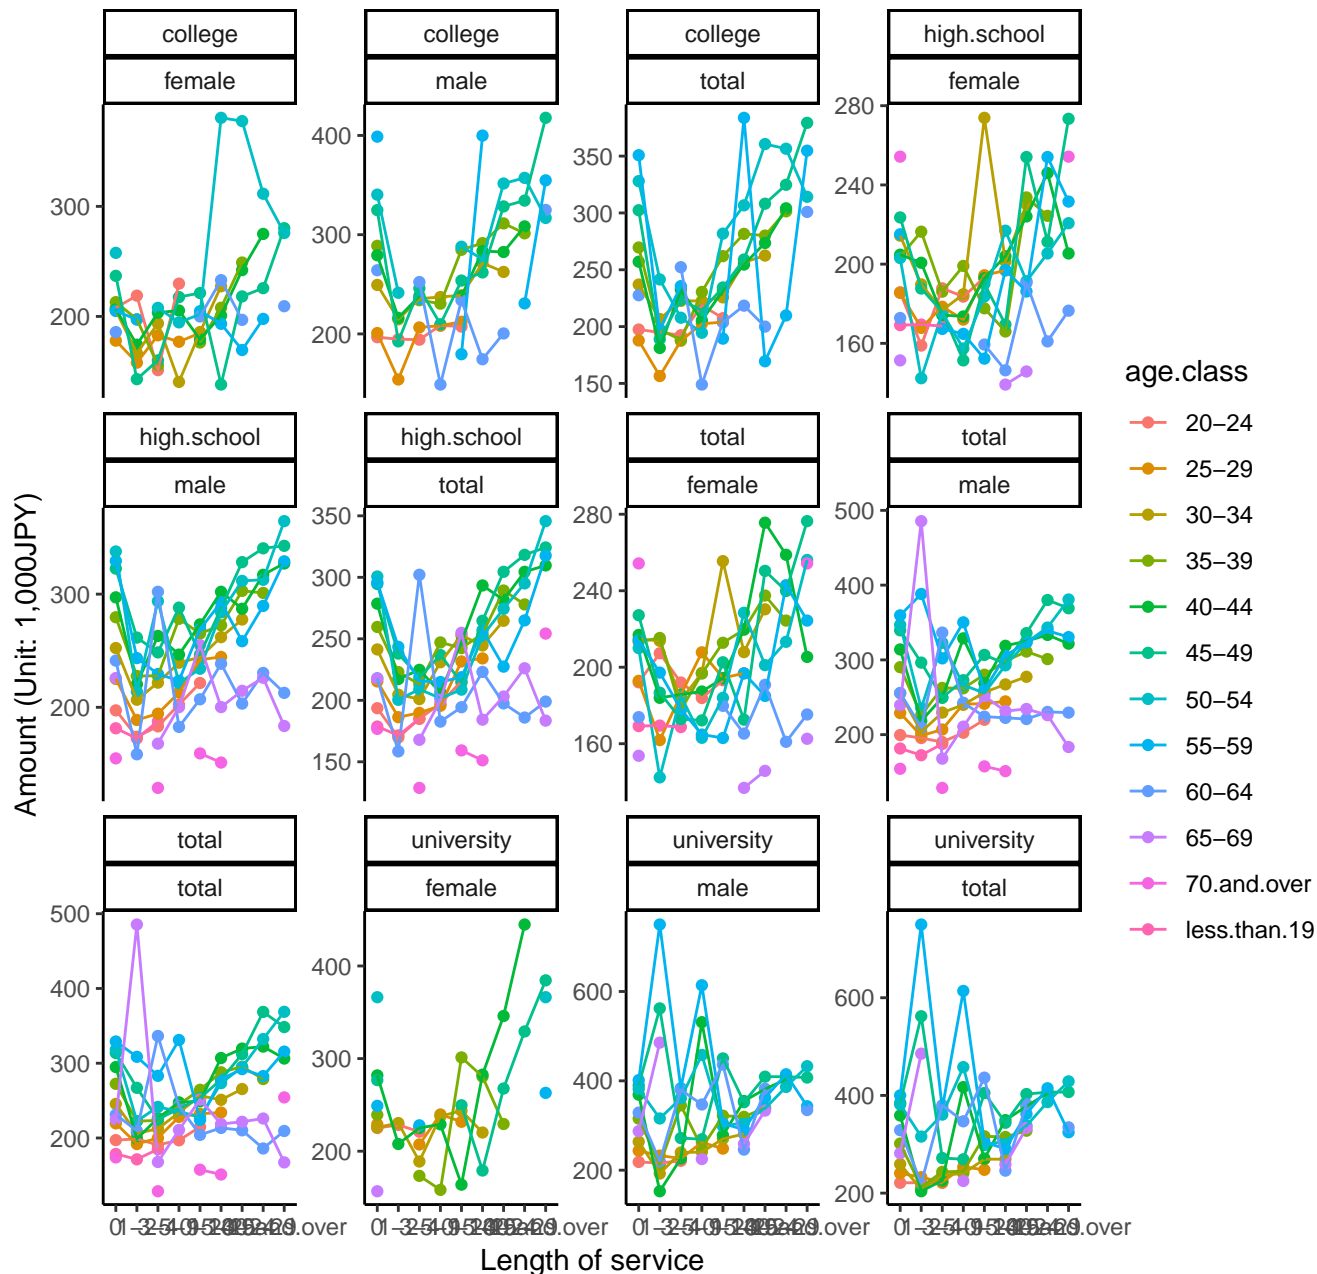 college
college
college
high.school
female
male
total
female
300
200
400
300
200
350
300
250
200
150
280
240
200
160
high.school
high.school
total
total
male
total
female
male
300
200
350
300
250
200
150
280
240
200
160
500
400
300
200
total
university
university
university
total
female
male
total
500
400
300
200
400
300
200
600
400
200
600
400
200
Length of service
Amount (Unit: 1,000JPY)
age.class
20−24
25−29
30−34
35−39
40−44
45−49
50−54
55−59
60−64
65−69
70.and.over
less.than.19